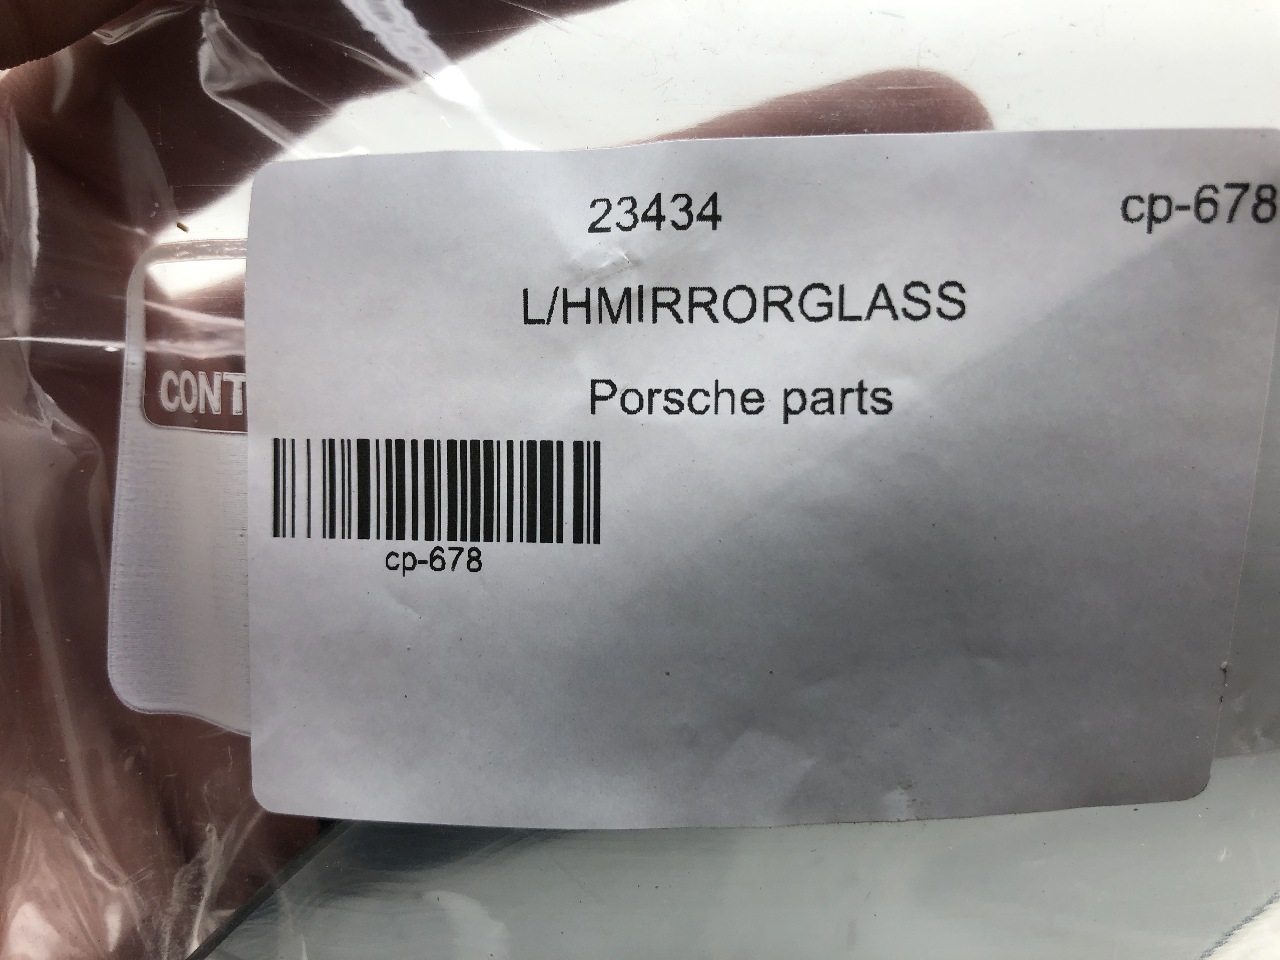 23434 cp-678
L/HMIRRORGLASS
Porsche parts
CONT
cp-678